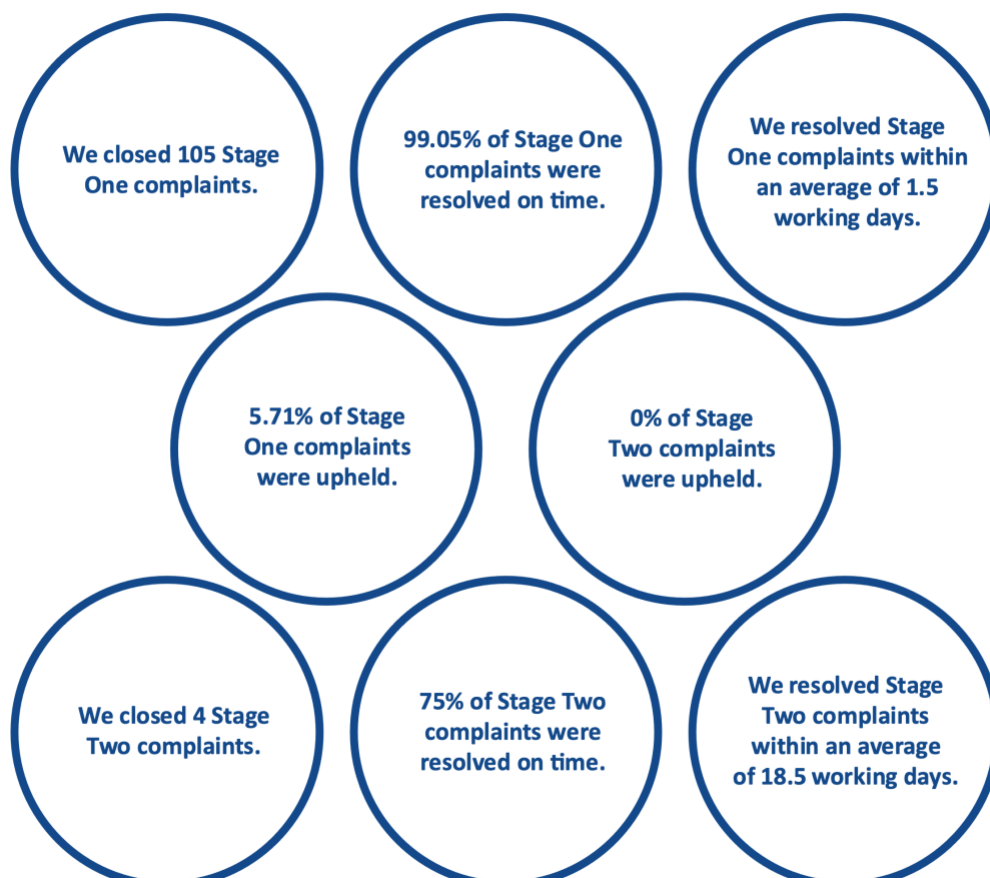 We closed 105 Stage
One complaints.
99.05% of Stage One
complaints were
resolved on time.
We resolved Stage
One complaints within
an average of 1.5
working days.
5.71% of Stage
One complaints
were upheld.
0% of Stage
Two complaints
were upheld.
We closed 4 Stage
Two complaints.
75% of Stage Two
complaints were
resolved on time.
We resolved Stage
Two complaints
within an average
of 18.5 working days.